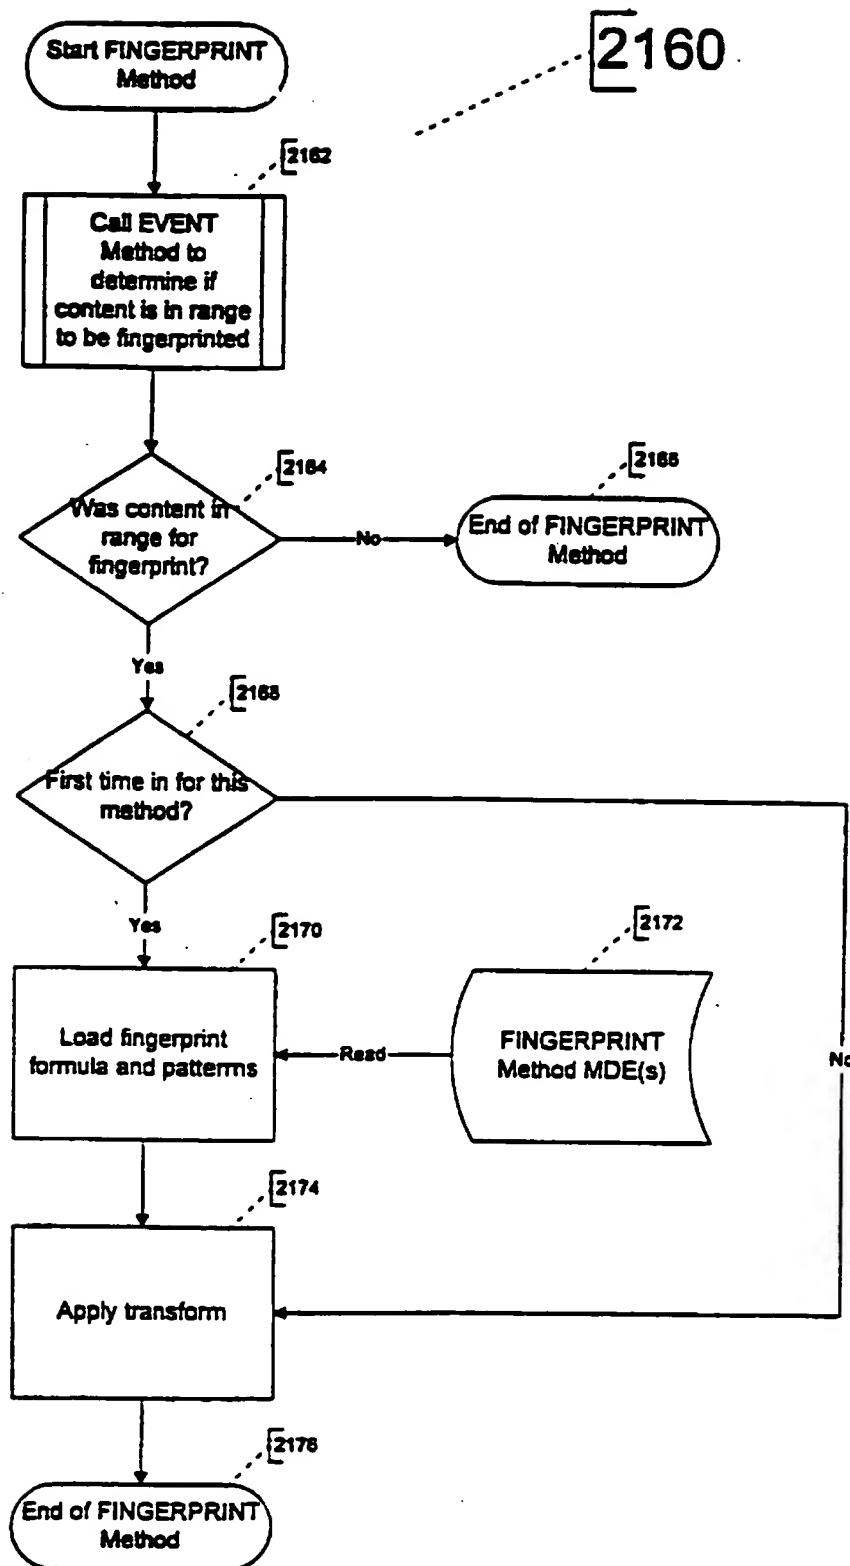 Start FINGERPRINT
Method
2160
2162
Call EVENT
Method to
determine if
content is in range
to be fingerprinted
2164
Was content in
range for
fingerprint?
No
2166
End of FINGERPRINT
Method
Yes
2168
First time in for this
method?
Yes
2170
Load fingerprint
formula and patterns
Read
2172
FINGERPRINT
Method MDE(s)
No
2174
Apply transform
2176
End of FINGERPRINT
Method